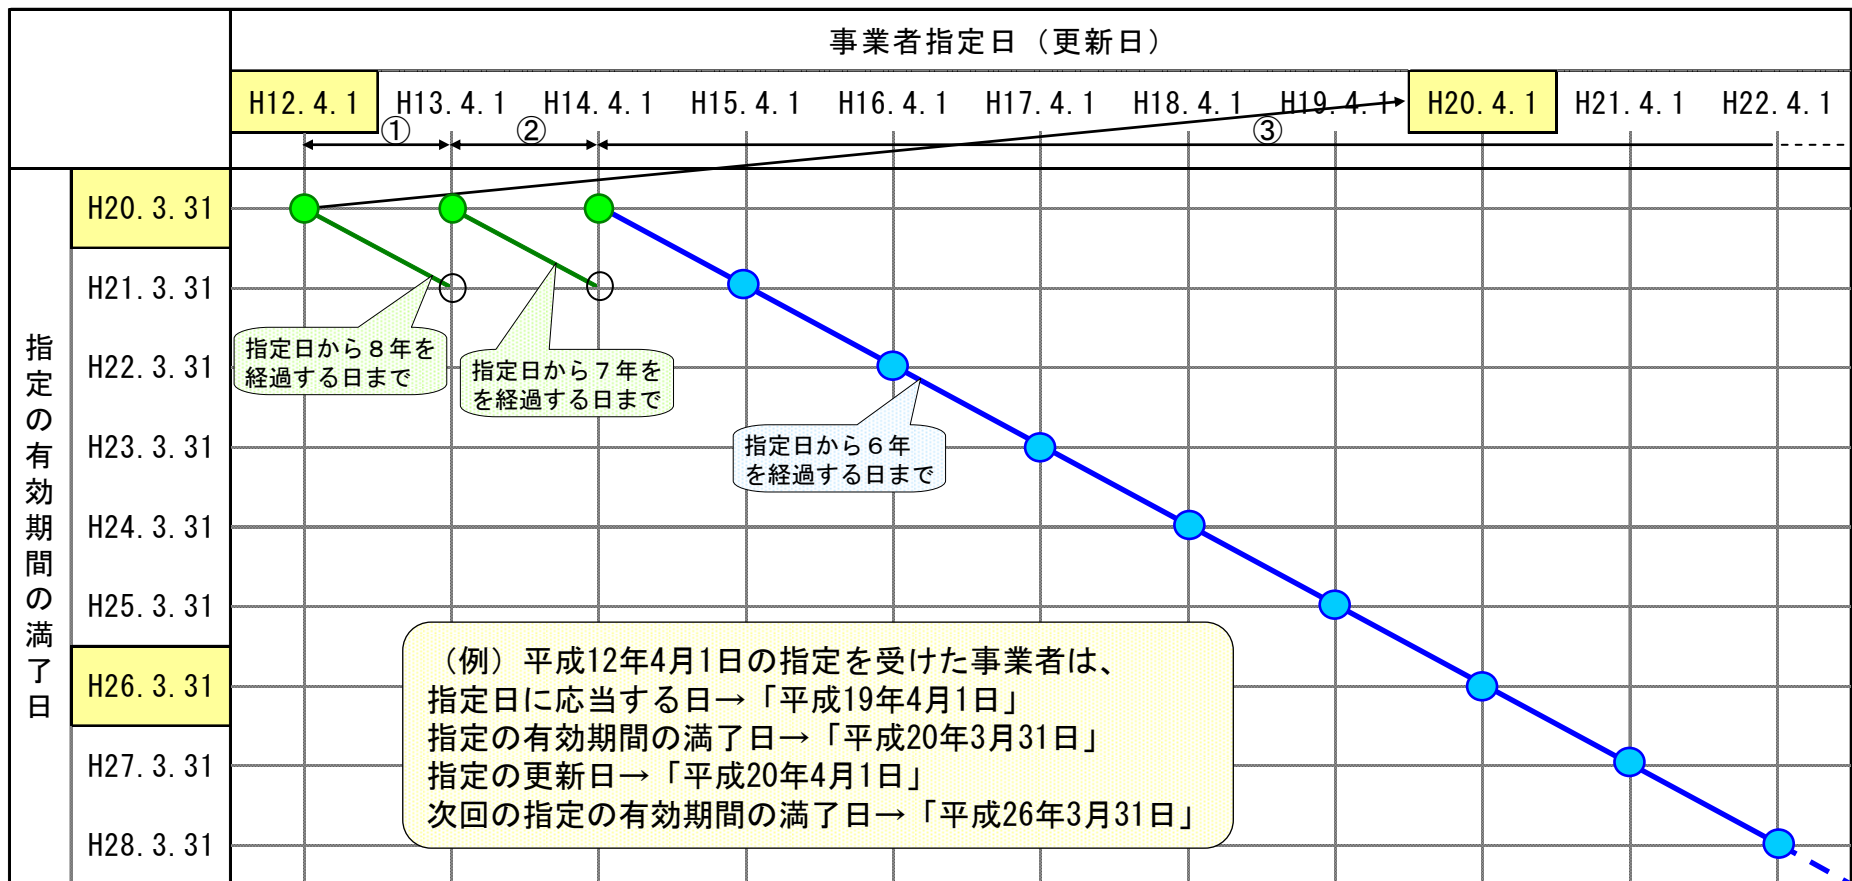 事業者指定日（更新日）
H12.4.1 H13.4.1 H14.4.1 H15.4.1 H16.4.1 H17.4.1 H18.4.1 H19.4.1 H20.4.1 H21.4.1 H22.4.1
① ② ③
指定の有効期間の満了日
H20.3.31
H21.3.31
H22.3.31
H23.3.31
H24.3.31
H25.3.31
H26.3.31
H27.3.31
H28.3.31
指定日から８年を
経過する日まで
指定日から７年を
を経過する日まで
指定日から６年
を経過する日まで
（例）平成12年4月1日の指定を受けた事業者は、
指定日に応当する日→「平成19年4月1日」
指定の有効期間の満了日→「平成20年3月31日」
指定の更新日→「平成20年4月1日」
次回の指定の有効期間の満了日→「平成26年3月31日」